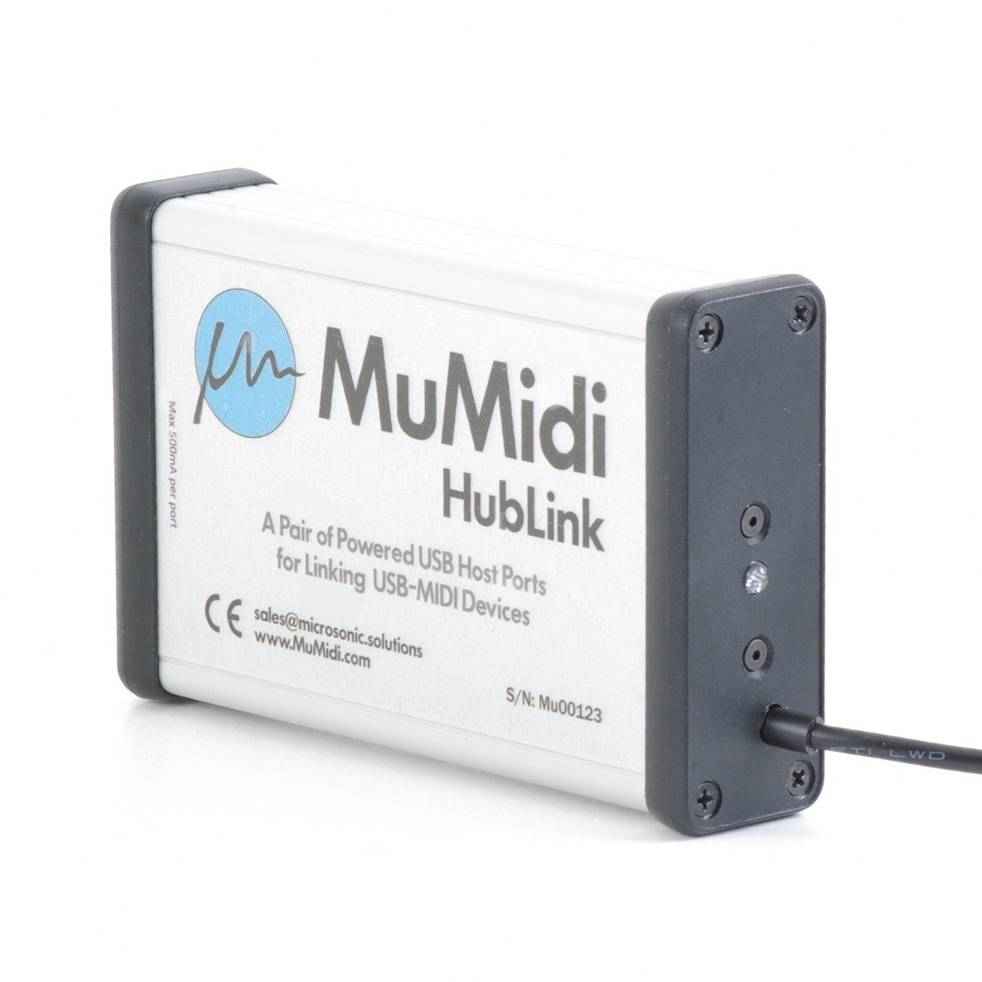 MuMidi
HubLink
A Pair of Powered USB Host Ports
for Linking USB-MIDI Devices
CE
sales@microsonic.solutions
www.MuMidi.com
S/N: Mu00123
Max 500mA per port